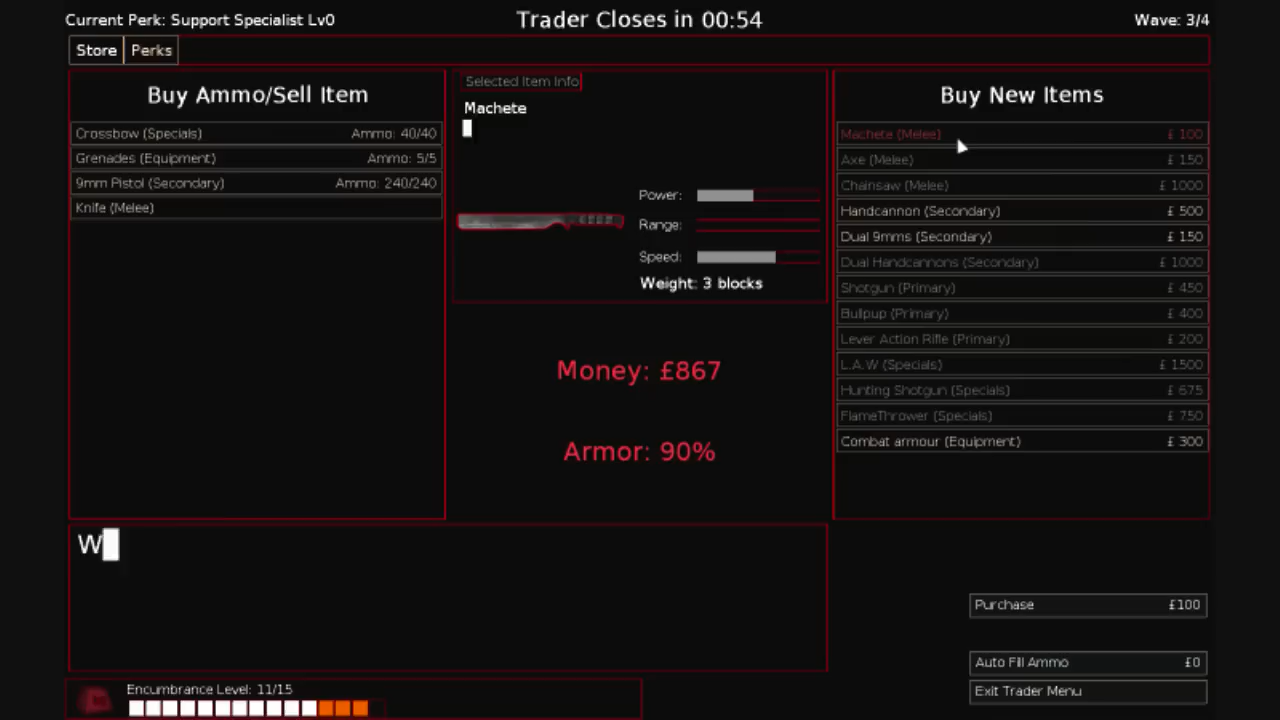 Current Perk: Support Specialist Lv0
Trader Closes in 00:54
Wave: 3/4
Store
Perks
Buy Ammo/Sell Item
Crossbow (Specials) Ammo: 40/40
Grenades (Equipment) Ammo: 5/5
9mm Pistol (Secondary) Ammo: 240/240
Knife (Melee)
Selected Item Info
Machete
Power:
Range:
Speed:
Weight: 3 blocks
Money: £867
Armor: 90%
Buy New Items
Machete (Melee) £ 100
Axe (Melee) £ 150
Chainsaw (Melee) £ 1000
Handcannon (Secondary) £ 500
Dual 9mms (Secondary) £ 150
Dual Handcannons (Secondary) £ 1000
Shotgun (Primary) £ 450
Bullpup (Primary) £ 400
Lever Action Rifle (Primary) £ 200
L.A.W (Specials) £ 1500
Hunting Shotgun (Specials) £ 675
FlameThrower (Specials) £ 750
Combat armour (Equipment) £ 300
W
Purchase £100
Auto Fill Ammo £0
Exit Trader Menu
Encumbrance Level: 11/15